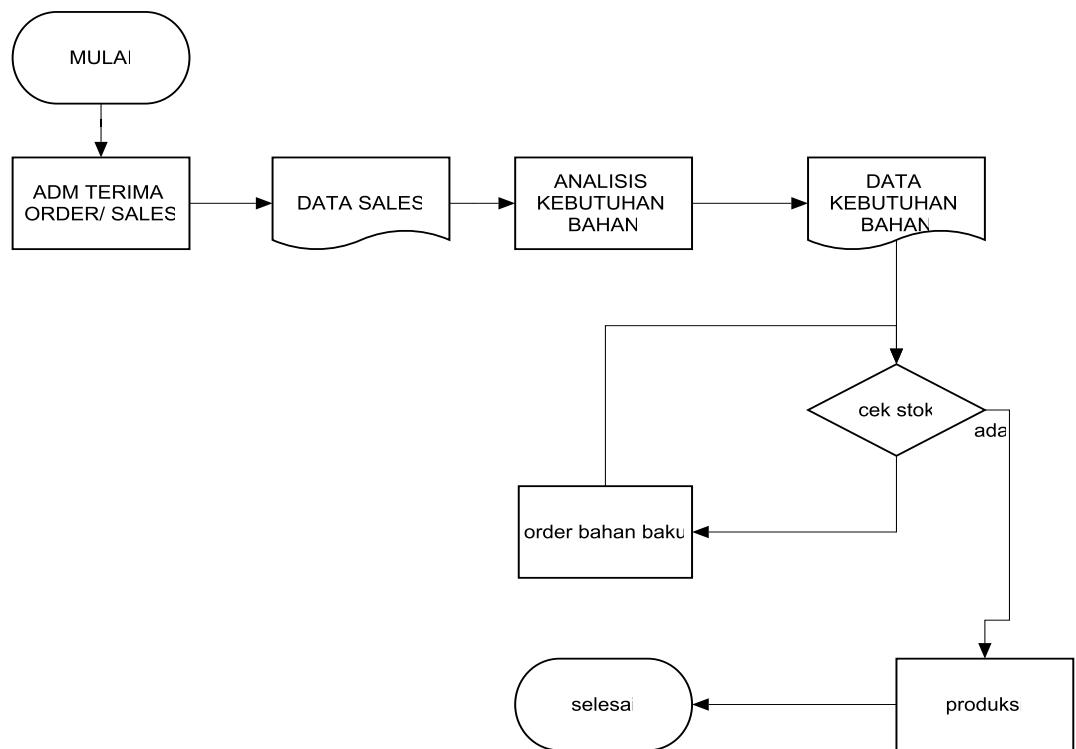 MULAI
ADM TERIMA
ORDER/ SALES
DATA SALES
ANALISIS
KEBUTUHAN
BAHAN
DATA
KEBUTUHAN
BAHAN
cek stok
ada
order bahan baku
selesai
produks